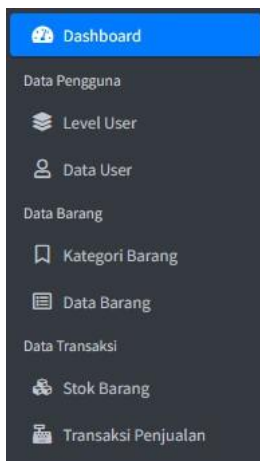 Dashboard
Data Pengguna
Level User
Data User
Data Barang
Kategori Barang
Data Barang
Data Transaksi
Stok Barang
Transaksi Penjualan